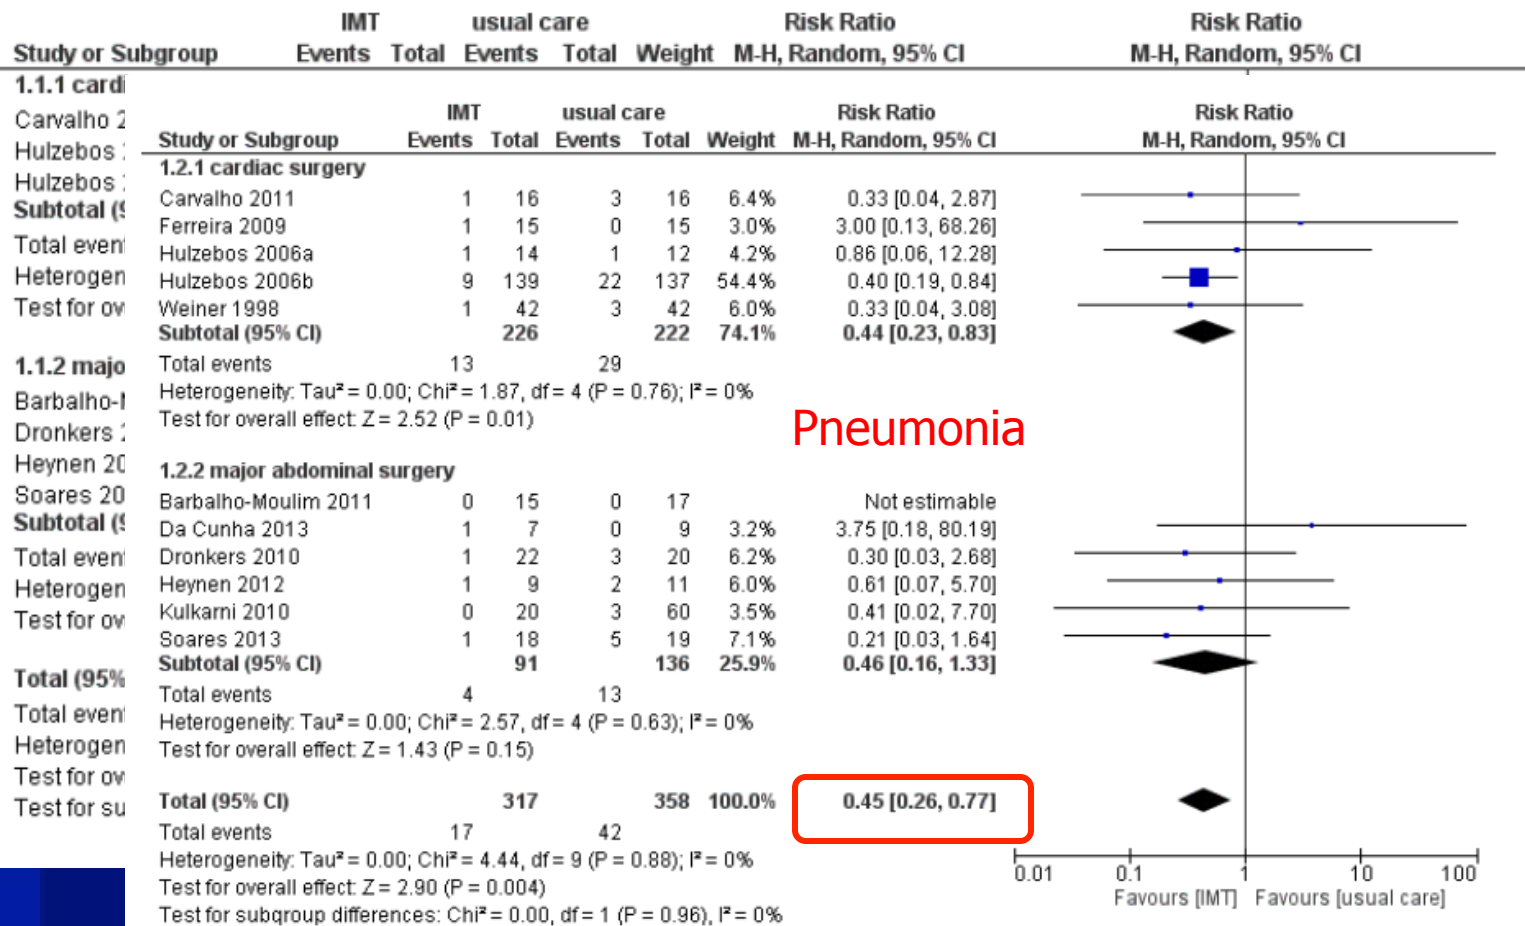 IMT usual care Risk Ratio Risk Ratio
Study or Subgroup Events Total Events Total Weight M-H, Random, 95% CI M-H, Random, 95% CI
1.1.1 cardi
Carvalho 2
Hulzebos
Hulzebos
Subtotal (9
Total even
Heterogen
Test for ov
1.1.2 majo
Barbalho-M
Dronkers 2
Heynen 20
Soares 20
Subtotal (9
Total even
Heterogen
Test for ov
Total (95%
Total even
Heterogen
Test for ov
Test for su
IMT usual care Risk Ratio Risk Ratio
Study or Subgroup Events Total Events Total Weight M-H, Random, 95% CI M-H, Random, 95% CI
1.2.1 cardiac surgery
Carvalho 2011 1 16 3 16 6.4% 0.33 [0.04, 2.87]
Ferreira 2009 1 15 0 15 3.0% 3.00 [0.13, 68.26]
Hulzebos 2006a 1 14 1 12 4.2% 0.86 [0.06, 12.28]
Hulzebos 2006b 9 139 22 137 54.4% 0.40 [0.19, 0.84]
Weiner 1998 1 42 3 42 6.0% 0.33 [0.04, 3.08]
Subtotal (95% CI) 226 222 74.1% 0.44 [0.23, 0.83]
Total events 13 29
Heterogeneity: Tau² = 0.00; Chi² = 1.87, df = 4 (P = 0.76); I² = 0%
Test for overall effect: Z = 2.52 (P = 0.01)
Pneumonia
1.2.2 major abdominal surgery
Barbalho-Moulim 2011 0 15 0 17 Not estimable
Da Cunha 2013 1 7 0 9 3.2% 3.75 [0.18, 80.19]
Dronkers 2010 1 22 3 20 6.2% 0.30 [0.03, 2.68]
Heynen 2012 1 9 2 11 6.0% 0.61 [0.07, 5.70]
Kulkarni 2010 0 20 3 60 3.5% 0.41 [0.02, 7.70]
Soares 2013 1 18 5 19 7.1% 0.21 [0.03, 1.64]
Subtotal (95% CI) 91 136 25.9% 0.46 [0.16, 1.33]
Total events 4 13
Heterogeneity: Tau² = 0.00; Chi² = 2.57, df = 4 (P = 0.63); I² = 0%
Test for overall effect: Z = 1.43 (P = 0.15)
Total (95% CI) 317 358 100.0% 0.45 [0.26, 0.77]
Total events 17 42
Heterogeneity: Tau² = 0.00; Chi² = 4.44, df = 9 (P = 0.88); I² = 0%
Test for overall effect: Z = 2.90 (P = 0.004)
Test for subgroup differences: Chi² = 0.00, df = 1 (P = 0.96), I² = 0%
0.01 0.1 1 10 100
Favours [IMT] Favours [usual care]